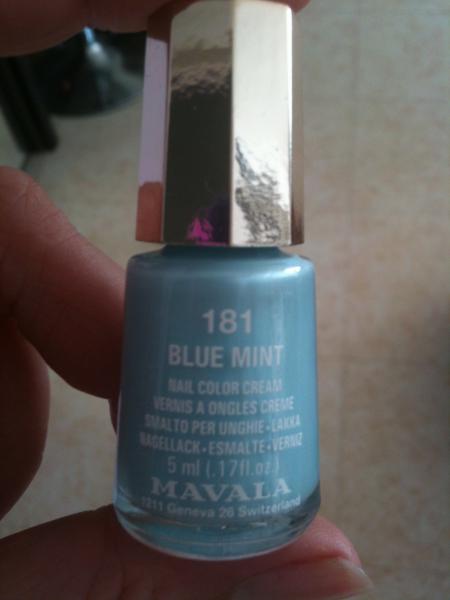 181
BLUE MINT
NAIL COLOR CREAM
VERNIS A ONGLES CREME
SMALTO PER UNGHIE•LAKKA
NAGELLACK•ESMALTE•VERNIZ
5 ml (.17fl.oz.)
MAVALA
1211 Geneva 26 Switzerland